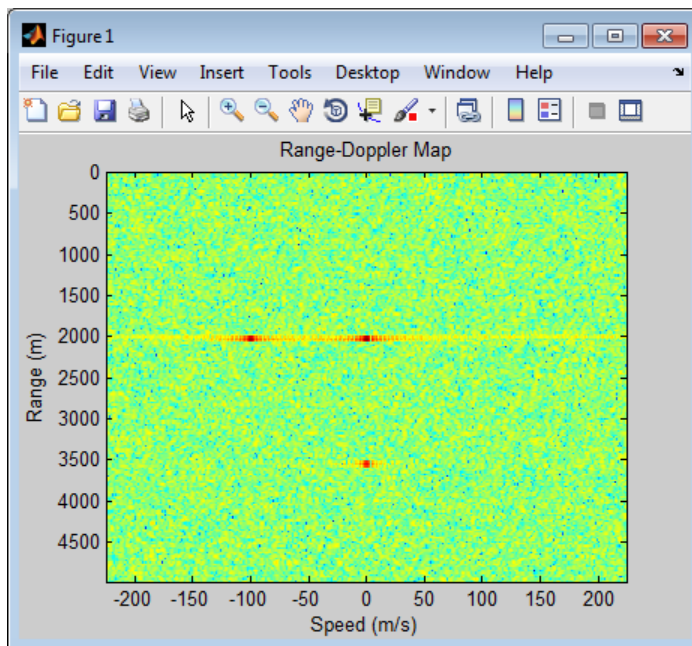 Figure 1
File Edit View Insert Tools Desktop Window Help
Range-Doppler Map
0
500
1000
1500
2000
2500
3000
3500
4000
4500
Range (m)
-200 -150 -100 -50 0 50 100 150 200
Speed (m/s)